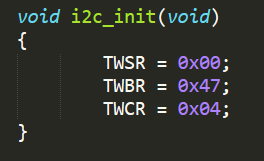 void i2c_init(void)
{
        TWSR = 0x00;
        TWBR = 0x47;
        TWCR = 0x04;
}